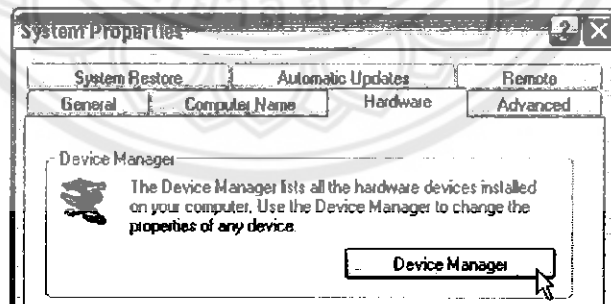 System Properties
System Restore Automatic Updates Remote
General Computer Name Hardware Advanced
Device Manager
The Device Manager lists all the hardware devices installed
on your computer. Use the Device Manager to change the
properties of any device.
Device Manager